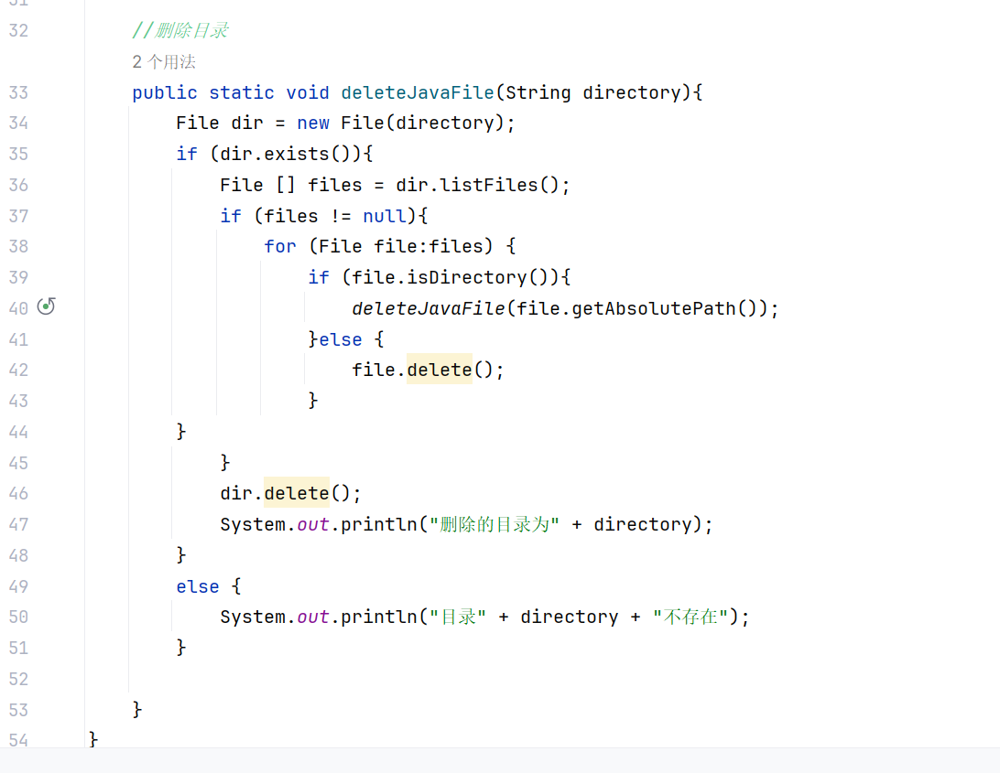 31
32 //删除目录
2 个用法
33 public static void deleteJavaFile(String directory){
34 File dir = new File(directory);
35 if (dir.exists()){
36 File [] files = dir.listFiles();
37 if (files != null){
38 for (File file:files) {
39 if (file.isDirectory()){
40 deleteJavaFile(file.getAbsolutePath());
41 }else {
42 file.delete();
43 }
44 }
45 }
46 dir.delete();
47 System.out.println("删除的目录为" + directory);
48 }
49 else {
50 System.out.println("目录" + directory + "不存在");
51 }
52
53 }
54 }